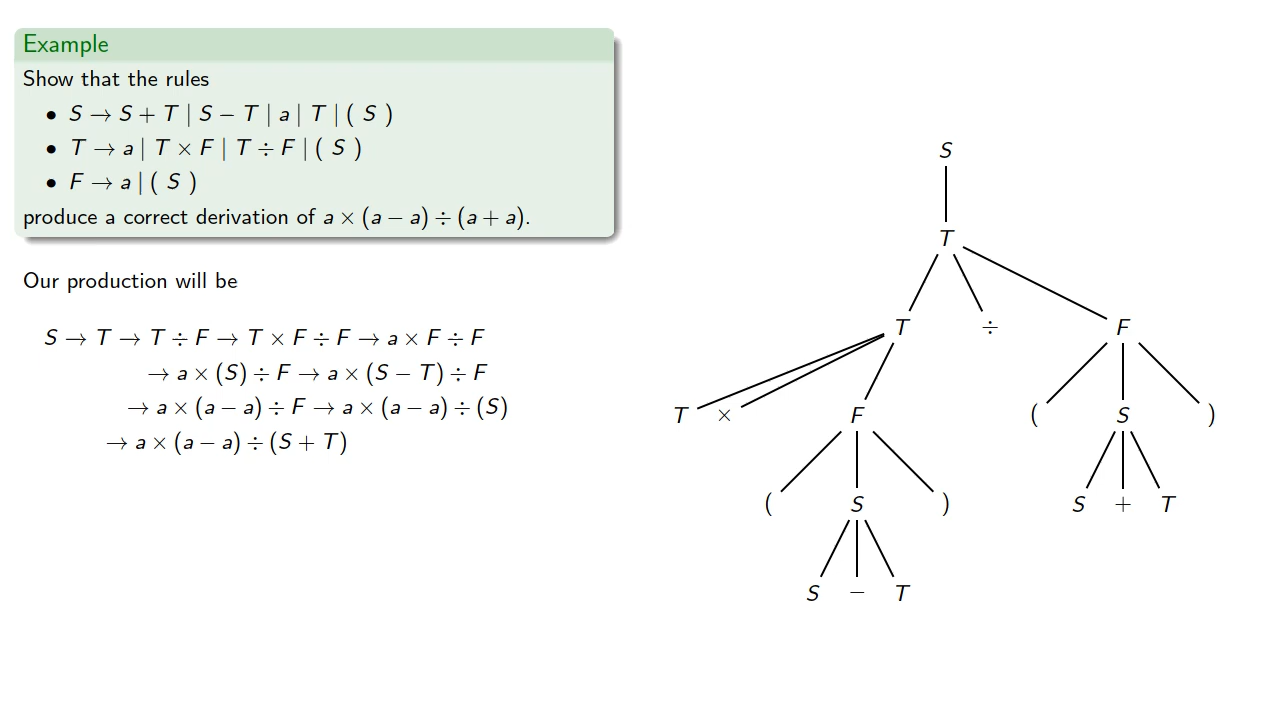 Example
Show that the rules
• S → S + T | S − T | a | T | ( S )
• T → a | T × F | T ÷ F | ( S )
• F → a | ( S )
produce a correct derivation of a × (a − a) ÷ (a + a).
Our production will be
S → T → T ÷ F → T × F ÷ F → a × F ÷ F
→ a × (S) ÷ F → a × (S − T) ÷ F
→ a × (a − a) ÷ F → a × (a − a) ÷ (S)
→ a × (a − a) ÷ (S + T)
S
T
T ÷ F
T × F ( S )
( S ) S + T
S − T